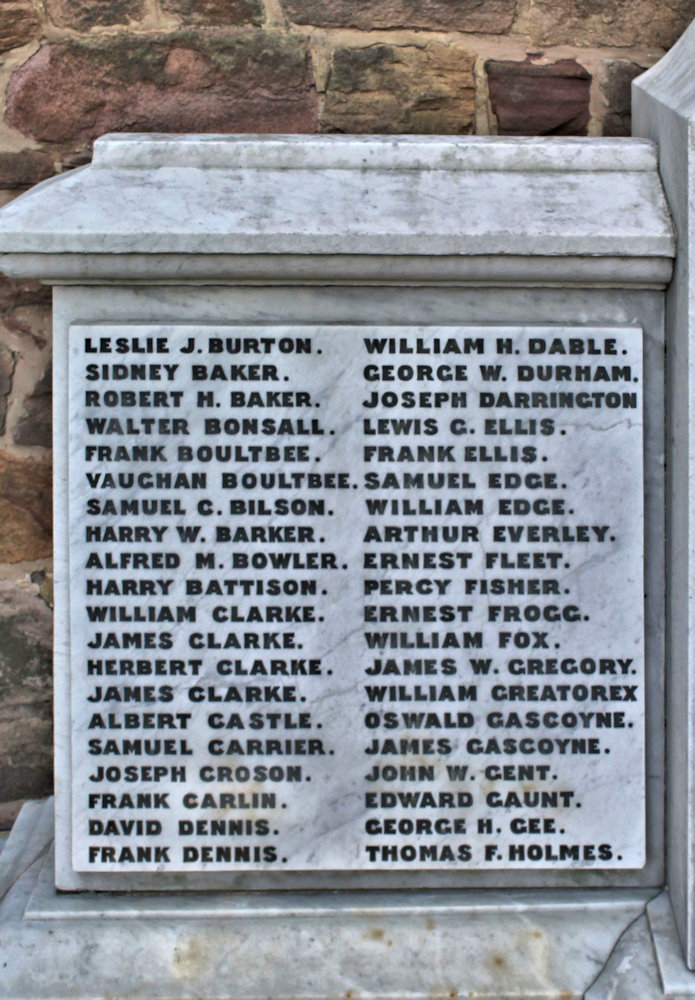 LESLIE J. BURTON.
SIDNEY BAKER.
ROBERT H. BAKER.
WALTER BONSALL.
FRANK BOULTBEE.
VAUGHAN BOULTBEE.
SAMUEL C. BILSON.
HARRY W. BARKER.
ALFRED M. BOWLER.
HARRY BATTISON.
WILLIAM CLARKE.
JAMES CLARKE.
HERBERT CLARKE.
JAMES CLARKE.
ALBERT CASTLE.
SAMUEL CARRIER.
JOSEPH CROSON.
FRANK CARLIN.
DAVID DENNIS.
FRANK DENNIS.
WILLIAM H. DABLE.
GEORGE W. DURHAM.
JOSEPH DARRINGTON
LEWIS G. ELLIS.
FRANK ELLIS.
SAMUEL EDGE.
WILLIAM EDGE.
ARTHUR EVERLEY.
ERNEST FLEET.
PERCY FISHER.
ERNEST FROGG.
WILLIAM FOX.
JAMES W. GREGORY.
WILLIAM GREATOREX
OSWALD GASCOYNE.
JAMES GASCOYNE.
JOHN W. GENT.
EDWARD GAUNT.
GEORGE H. GEE.
THOMAS F. HOLMES.